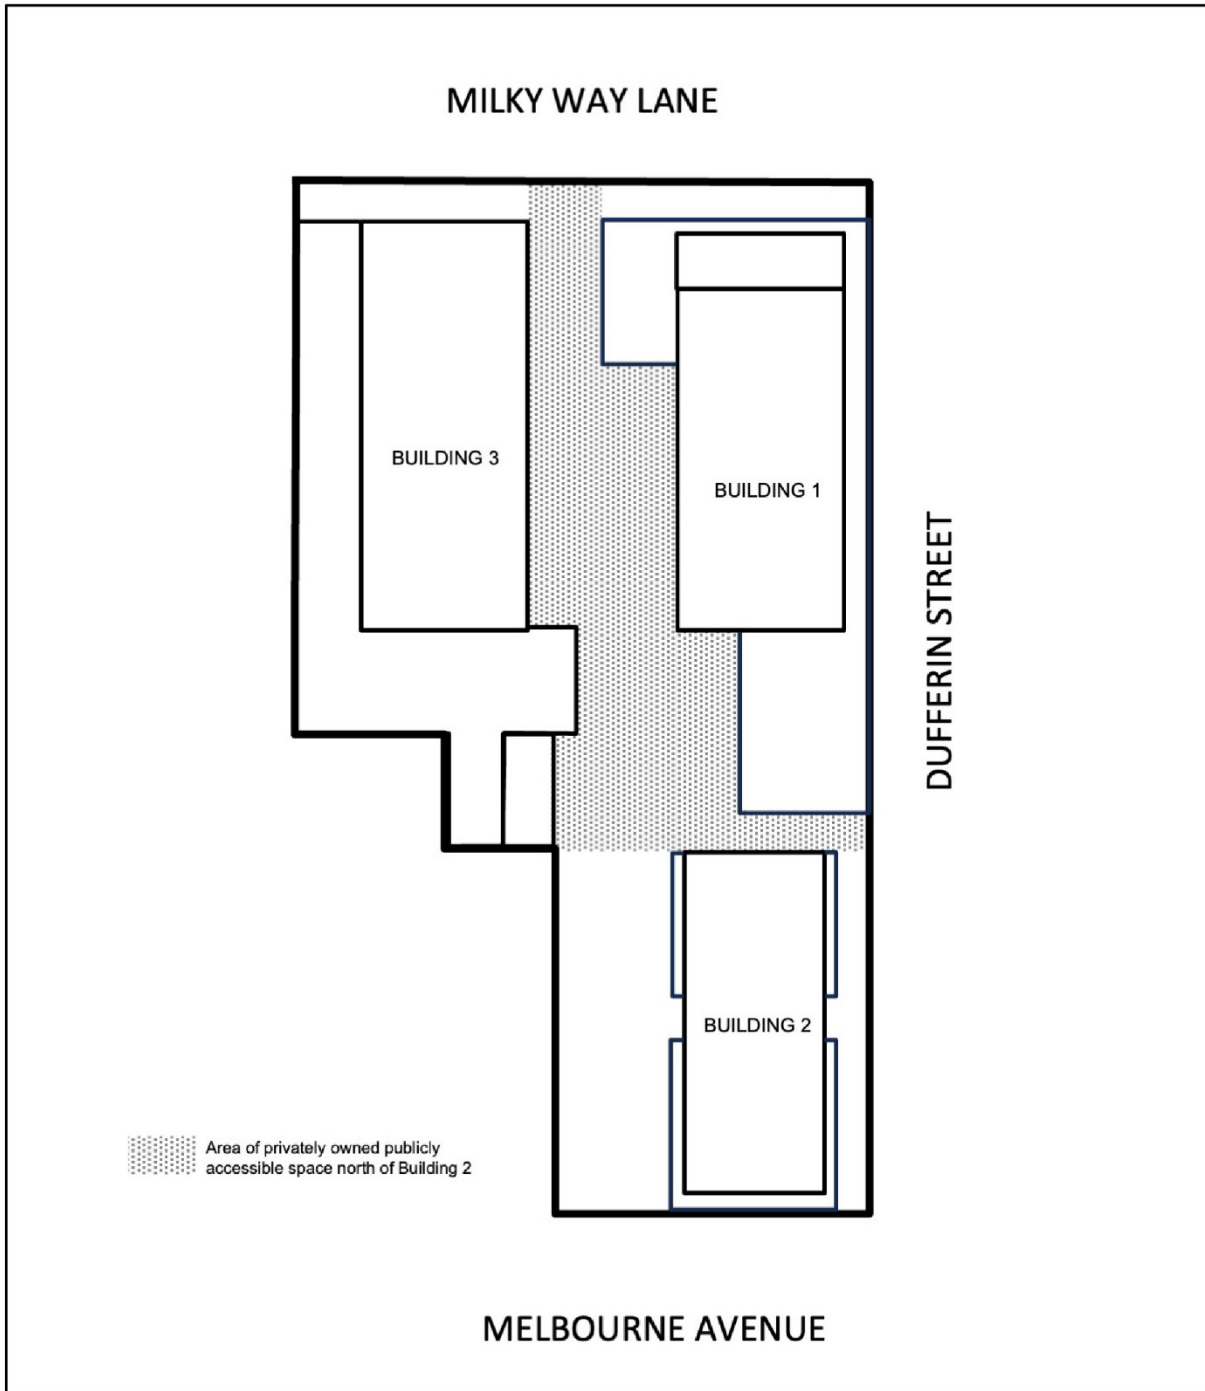 MILKY WAY LANE
BUILDING 3
BUILDING 1
DUFFERIN STREET
BUILDING 2
Area of privately owned publicly
accessible space north of Building 2
MELBOURNE AVENUE